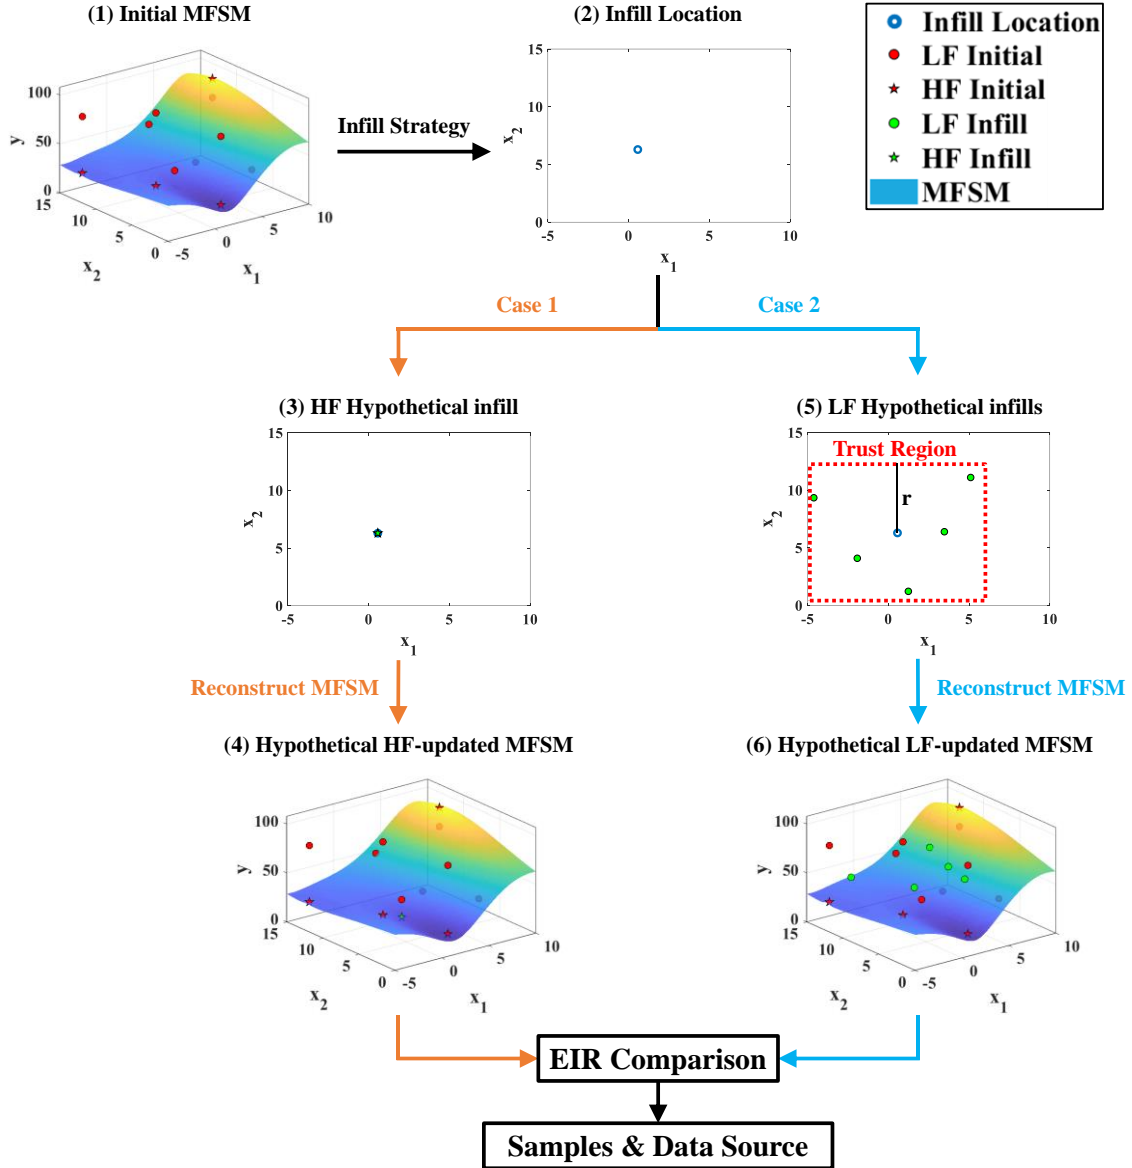 (1) Initial MFSM
(2) Infill Location
Infill Location
LF Initial
HF Initial
LF Infill
HF Infill
MFSM
100
50
0
y
15
10
5
0
x2
-5
0
5
10
x1
Infill Strategy
15
10
5
0
x2
-5
0
5
10
x1
Case 1
Case 2
(3) HF Hypothetical infill
15
10
5
0
x2
-5
0
5
10
x1
(5) LF Hypothetical infills
Trust Region
r
15
10
5
0
x2
-5
0
5
10
x1
Reconstruct MFSM
Reconstruct MFSM
(4) Hypothetical HF-updated MFSM
100
50
0
y
15
10
5
0
x2
-5
0
5
10
x1
(6) Hypothetical LF-updated MFSM
100
50
0
y
15
10
5
0
x2
-5
0
5
10
x1
EIR Comparison
Samples & Data Source